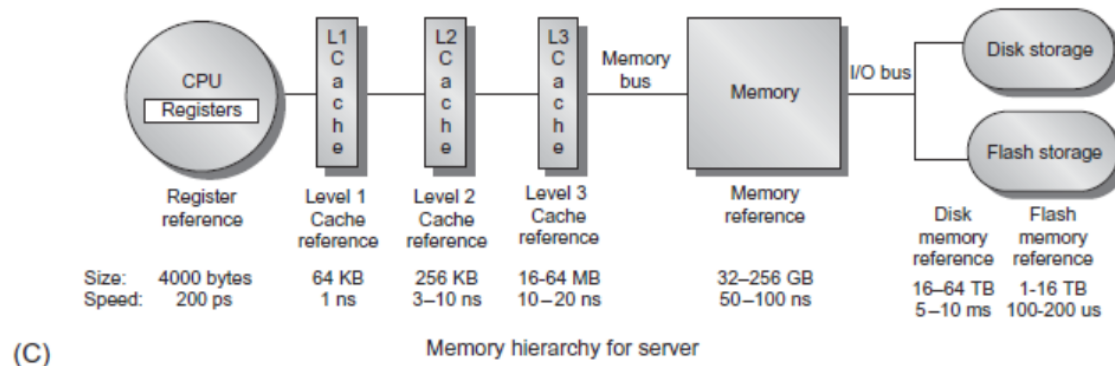 CPU
Registers
L1
C
a
c
h
e
L2
C
a
c
h
e
L3
C
a
c
h
e
Memory
bus
Memory
I/O bus
Disk storage
Flash storage
Register
reference
Level 1
Cache
reference
Level 2
Cache
reference
Level 3
Cache
reference
Memory
reference
Disk
memory
reference
Flash
memory
reference
Size: 4000 bytes 64 KB 256 KB 16-64 MB 32–256 GB 16–64 TB 1-16 TB
Speed: 200 ps 1 ns 3–10 ns 10–20 ns 50–100 ns 5–10 ms 100-200 us
(C) Memory hierarchy for server